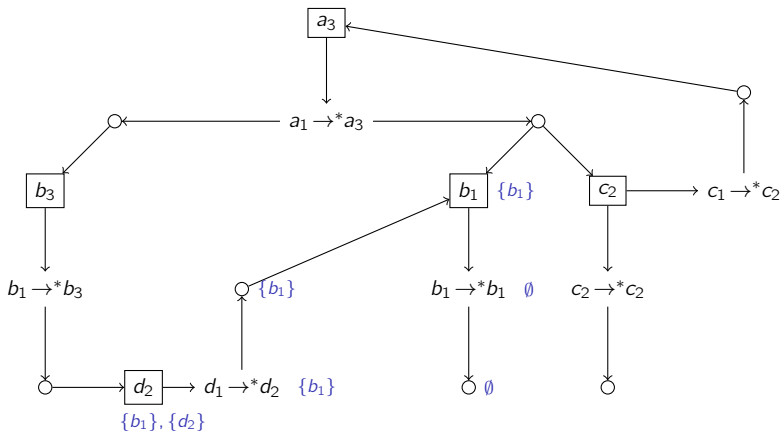 a₃
a₁ →* a₃
b₃
b₁ {b₁}
c₂
c₁ →* c₂
b₁ →* b₃
{b₁}
b₁ →* b₁ ∅
c₂ →* c₂
d₂
d₁ →* d₂ {b₁}
∅
{b₁}, {d₂}